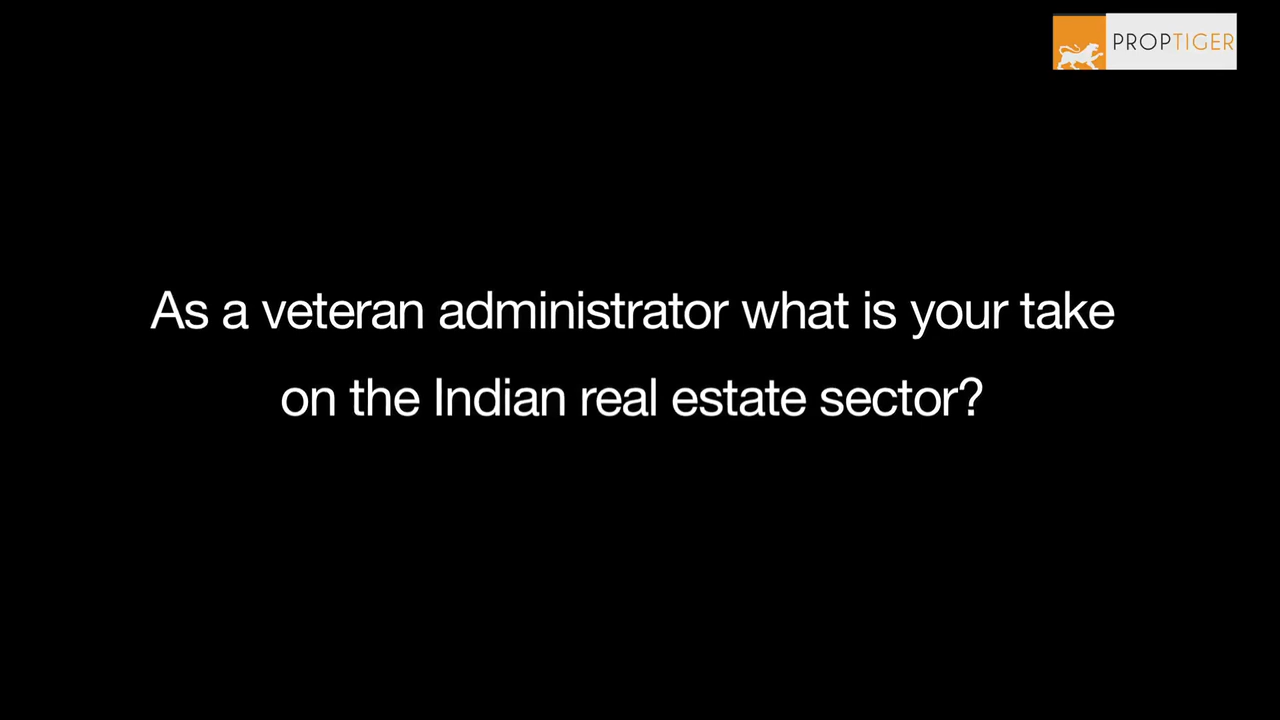 PROPTIGER
As a veteran administrator what is your take
on the Indian real estate sector?